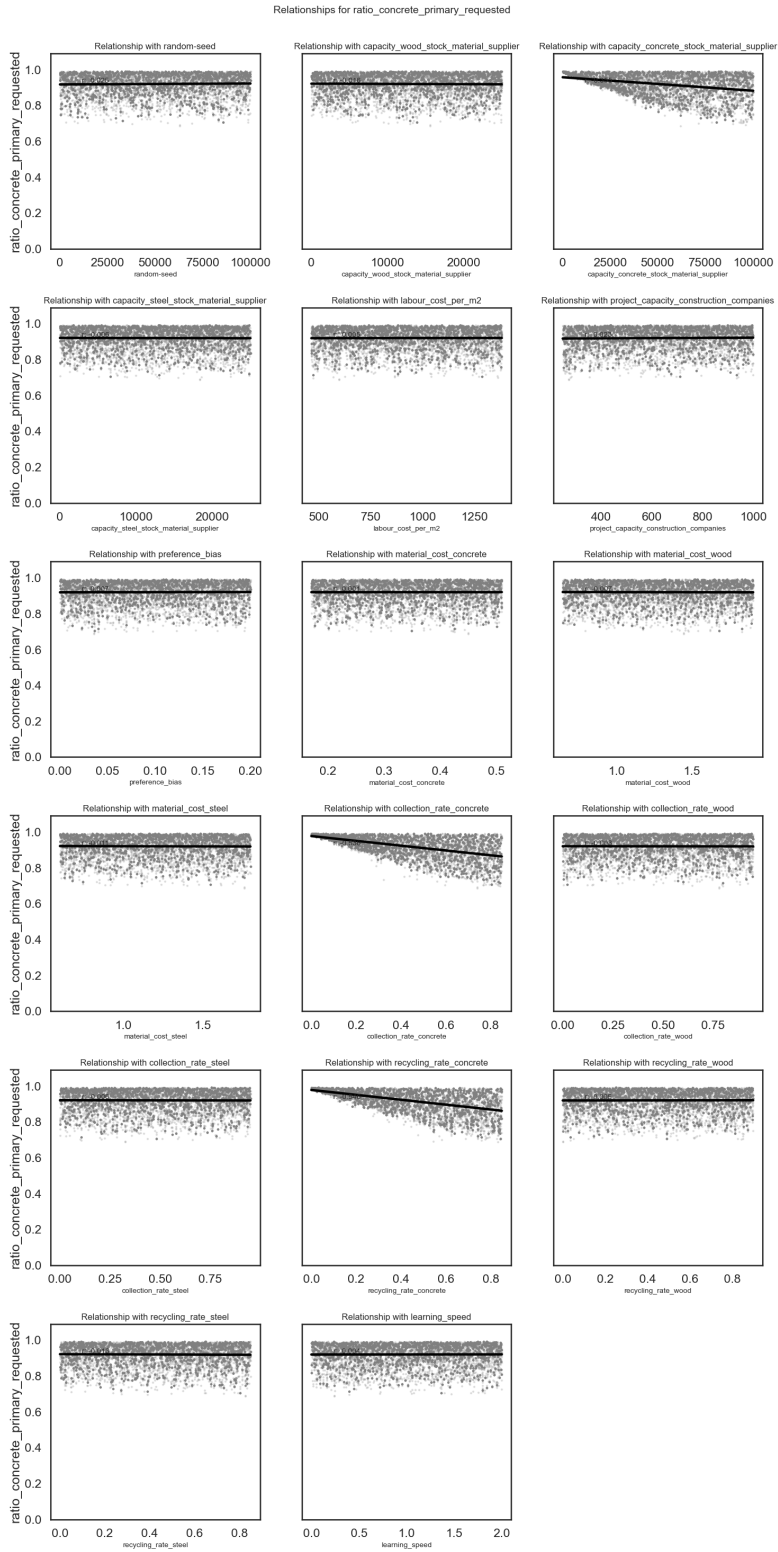 Relationships for ratio_concrete_primary_requested
Relationship with random-seed
Relationship with capacity_wood_stock_material_supplier
Relationship with capacity_concrete_stock_material_supplier
ratio_concrete_primary_requested
1.0
0.8
0.6
0.4
0.2
0.0
0 25000 50000 75000 100000
0 10000 20000
0 25000 50000 75000 100000
random-seed
capacity_wood_stock_material_supplier
capacity_concrete_stock_material_supplier
Relationship with capacity_steel_stock_material_supplier
Relationship with labour_cost_per_m2
Relationship with project_capacity_construction_companies
ratio_concrete_primary_requested
1.0
0.8
0.6
0.4
0.2
0.0
0 10000 20000
500 750 1000 1250
400 600 800 1000
capacity_steel_stock_material_supplier
labour_cost_per_m2
project_capacity_construction_companies
Relationship with preference_bias
Relationship with material_cost_concrete
Relationship with material_cost_wood
ratio_concrete_primary_requested
1.0
0.8
0.6
0.4
0.2
0.0
0.00 0.05 0.10 0.15 0.20
0.2 0.3 0.4 0.5
1.0 1.5
preference_bias
material_cost_concrete
material_cost_wood
Relationship with material_cost_steel
Relationship with collection_rate_concrete
Relationship with collection_rate_wood
ratio_concrete_primary_requested
1.0
0.8
0.6
0.4
0.2
0.0
1.0 1.5
0.0 0.2 0.4 0.6 0.8
0.00 0.25 0.50 0.75
material_cost_steel
collection_rate_concrete
collection_rate_wood
Relationship with collection_rate_steel
Relationship with recycling_rate_concrete
Relationship with recycling_rate_wood
ratio_concrete_primary_requested
1.0
0.8
0.6
0.4
0.2
0.0
0.00 0.25 0.50 0.75
0.0 0.2 0.4 0.6 0.8
0.0 0.2 0.4 0.6 0.8
collection_rate_steel
recycling_rate_concrete
recycling_rate_wood
Relationship with recycling_rate_steel
Relationship with learning_speed
ratio_concrete_primary_requested
1.0
0.8
0.6
0.4
0.2
0.0
0.0 0.2 0.4 0.6 0.8
0.0 0.5 1.0 1.5 2.0
recycling_rate_steel
learning_speed